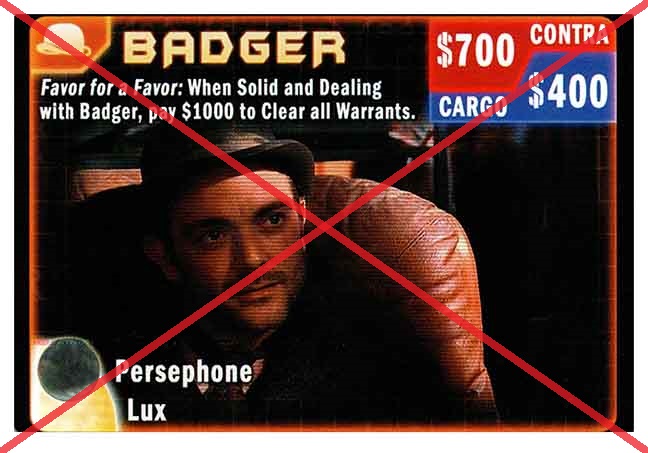 BADGER
$700
CONTRA
Favor for a Favor: When Solid and Dealing
with Badger, pay $1000 to Clear all Warrants.
CARGO
$400
Persephone
Lux